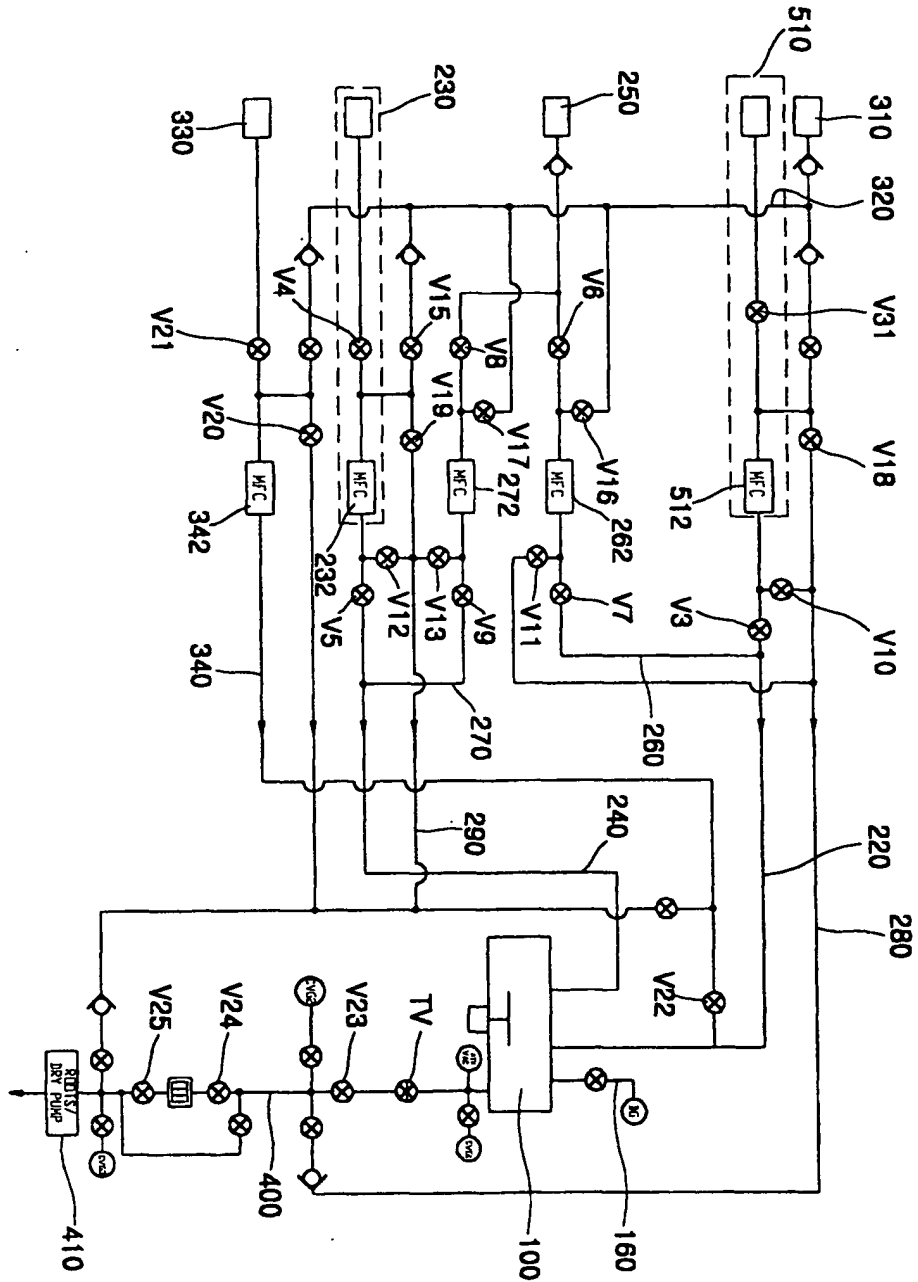 510
230
250
310
330
320
V31
V4
V15
V8
V6
V21
V20
V19
V17
V16
V18
MFC
MFC
MFC
MFC
MFC
342
232
272
262
512
V5
V12
V13
V9
V11
V7
V3
V10
340
270
260
290
240
220
280
V22
CVG2
V25
V24
V23
TV
DG
ROOTS/
DRY PUMP
410
400
100
160